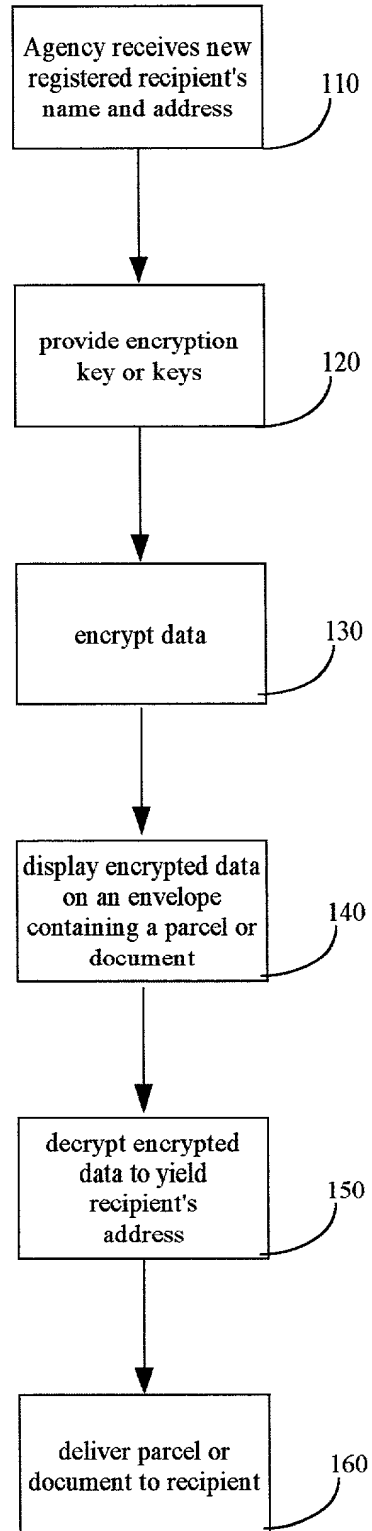 Agency receives new
registered recipient's
name and address
110
provide encryption
key or keys
120
encrypt data
130
display encrypted data
on an envelope
containing a parcel or
document
140
decrypt encrypted
data to yield
recipient's
address
150
deliver parcel or
document to recipient
160